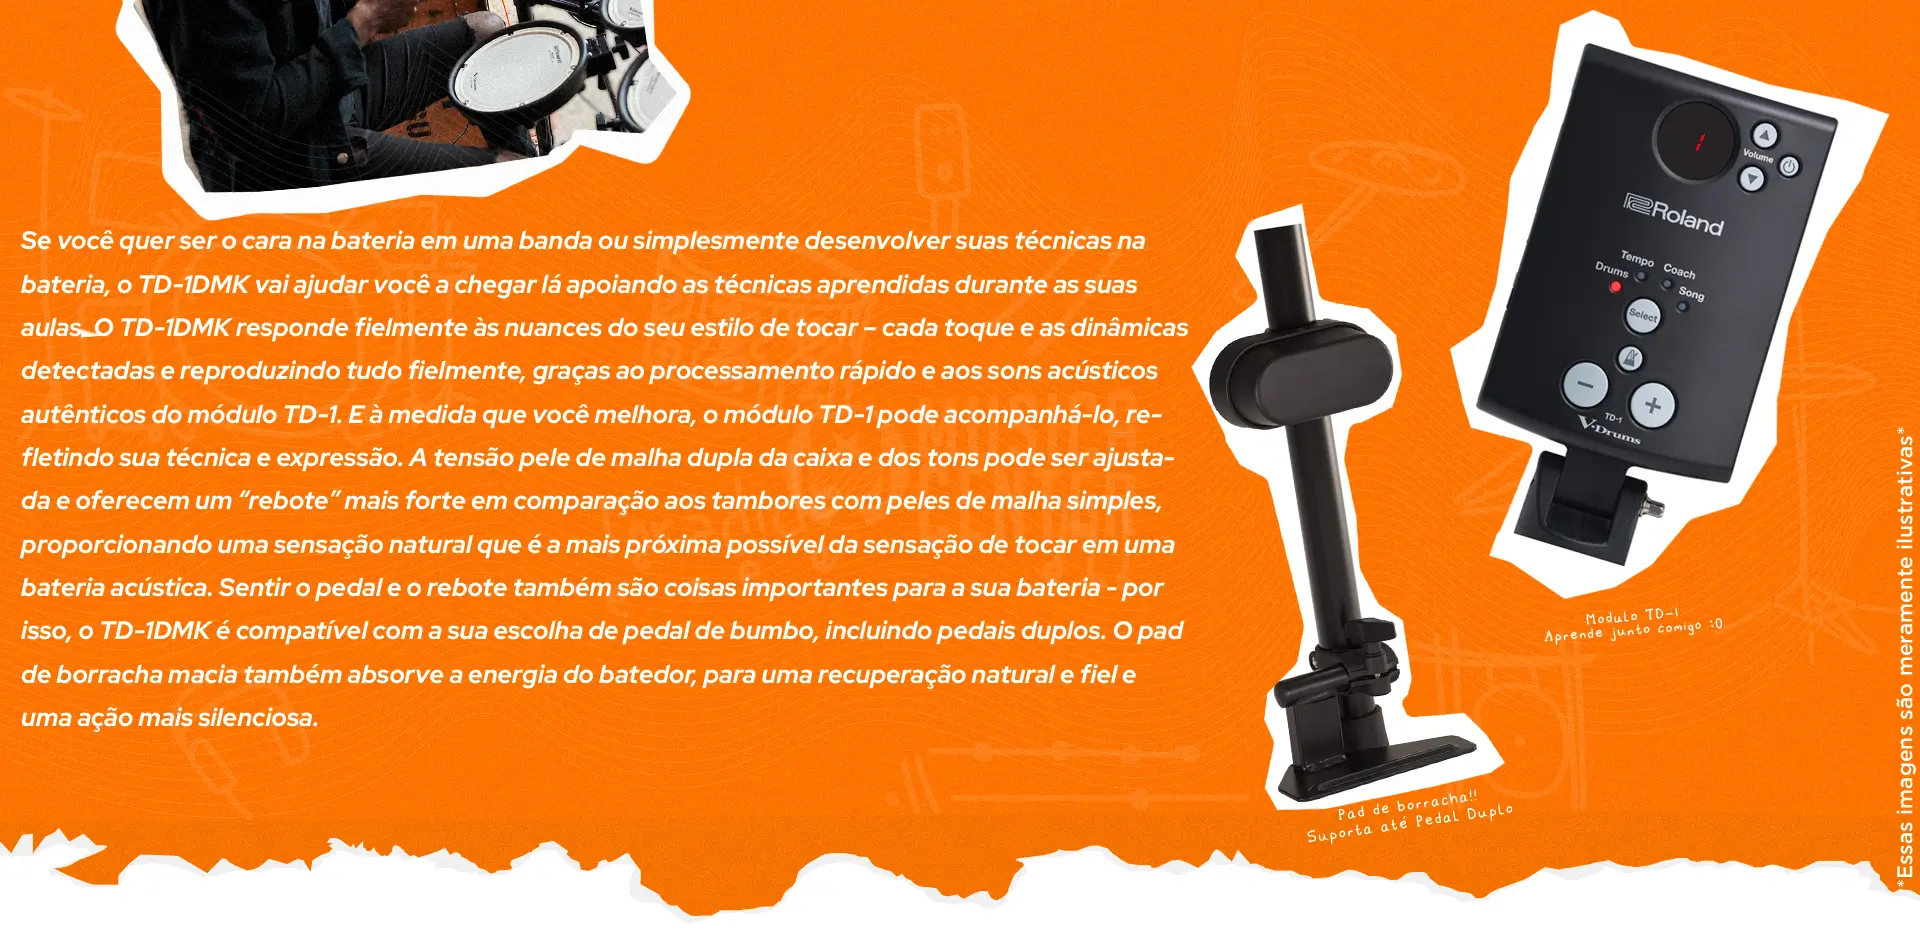 Se você quer ser o cara na bateria em uma banda ou simplesmente desenvolver suas técnicas na
bateria, o TD-1DMK vai ajudar você a chegar lá apoiando as técnicas aprendidas durante as suas
aulas. O TD-1DMK responde fielmente às nuances do seu estilo de tocar – cada toque e as dinâmicas
detectadas e reproduzindo tudo fielmente, graças ao processamento rápido e aos sons acústicos
autênticos do módulo TD-1. E à medida que você melhora, o módulo TD-1 pode acompanhá-lo, re-
fletindo sua técnica e expressão. A tensão pele de malha dupla da caixa e dos tons pode ser ajusta-
da e oferecem um “rebote” mais forte em comparação aos tambores com peles de malha simples,
proporcionando uma sensação natural que é a mais próxima possível da sensação de tocar em uma
bateria acústica. Sentir o pedal e o rebote também são coisas importantes para a sua bateria - por
isso, o TD-1DMK é compatível com a sua escolha de pedal de bumbo, incluindo pedais duplos. O pad
de borracha macia também absorve a energia do batedor, para uma recuperação natural e fiel e
uma ação mais silenciosa.
1
Volume
Roland
Tempo
Coach
Drums
Song
Select
TD-1
V-Drums
Modulo TD-1
Aprende junto comigo :O
Pad de borracha!!
Suporta até Pedal Duplo
*Essas imagens são meramente ilustrativas*